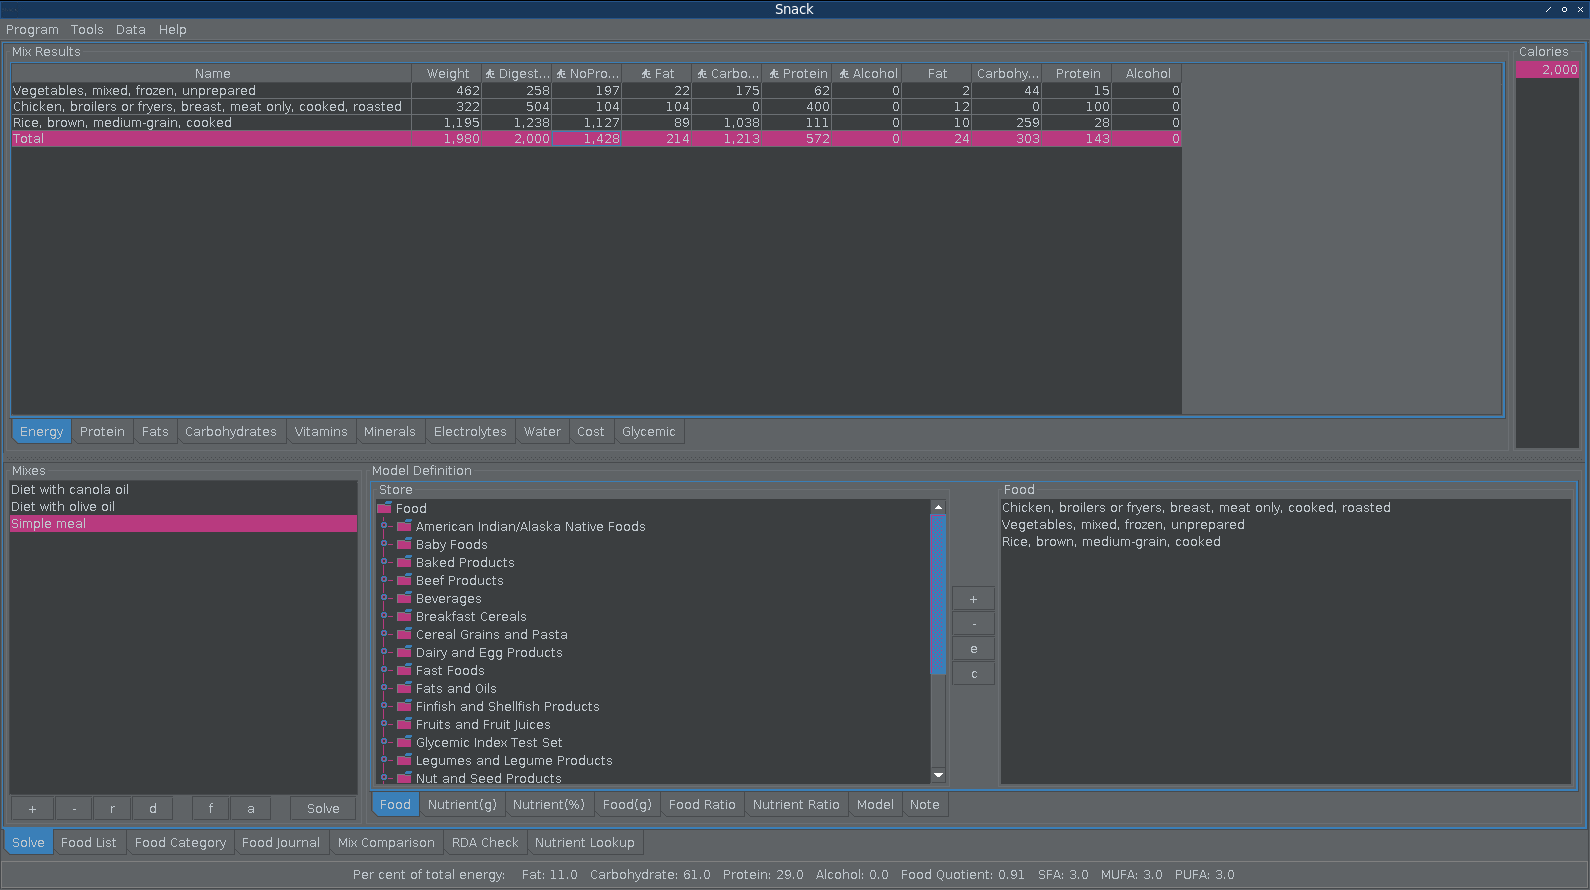 Snack
Program Tools Data Help
Mix Results
Calories
Name Weight Digest... NoPro... Fat Carbo... Protein Alcohol Fat Carbohy... Protein Alcohol
2,000
Vegetables, mixed, frozen, unprepared 462 258 197 22 175 62 0 2 44 15 0
Chicken, broilers or fryers, breast, meat only, cooked, roasted 322 504 104 104 0 400 0 12 0 100 0
Rice, brown, medium-grain, cooked 1,195 1,238 1,127 89 1,038 111 0 10 259 28 0
Total 1,980 2,000 1,428 214 1,213 572 0 24 303 143 0
Energy Protein Fats Carbohydrates Vitamins Minerals Electrolytes Water Cost Glycemic
Mixes
Diet with canola oil
Diet with olive oil
Simple meal
+ - r d f a Solve
Model Definition
Store
Food
American Indian/Alaska Native Foods
Baby Foods
Baked Products
Beef Products
Beverages
Breakfast Cereals
Cereal Grains and Pasta
Dairy and Egg Products
Fast Foods
Fats and Oils
Finfish and Shellfish Products
Fruits and Fruit Juices
Glycemic Index Test Set
Legumes and Legume Products
Nut and Seed Products
+
-
e
c
Food
Chicken, broilers or fryers, breast, meat only, cooked, roasted
Vegetables, mixed, frozen, unprepared
Rice, brown, medium-grain, cooked
Food Nutrient(g) Nutrient(%) Food(g) Food Ratio Nutrient Ratio Model Note
Solve Food List Food Category Food Journal Mix Comparison RDA Check Nutrient Lookup
Per cent of total energy: Fat: 11.0 Carbohydrate: 61.0 Protein: 29.0 Alcohol: 0.0 Food Quotient: 0.91 SFA: 3.0 MUFA: 3.0 PUFA: 3.0